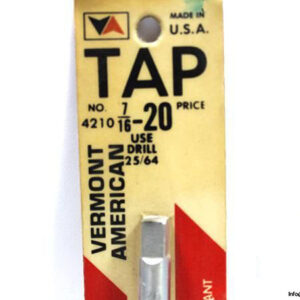 MADE IN
U.S.A.
TAP
NO. 7/16-20 PRICE
4210
USE
DRILL
25/64
VERMONT
AMERICAN